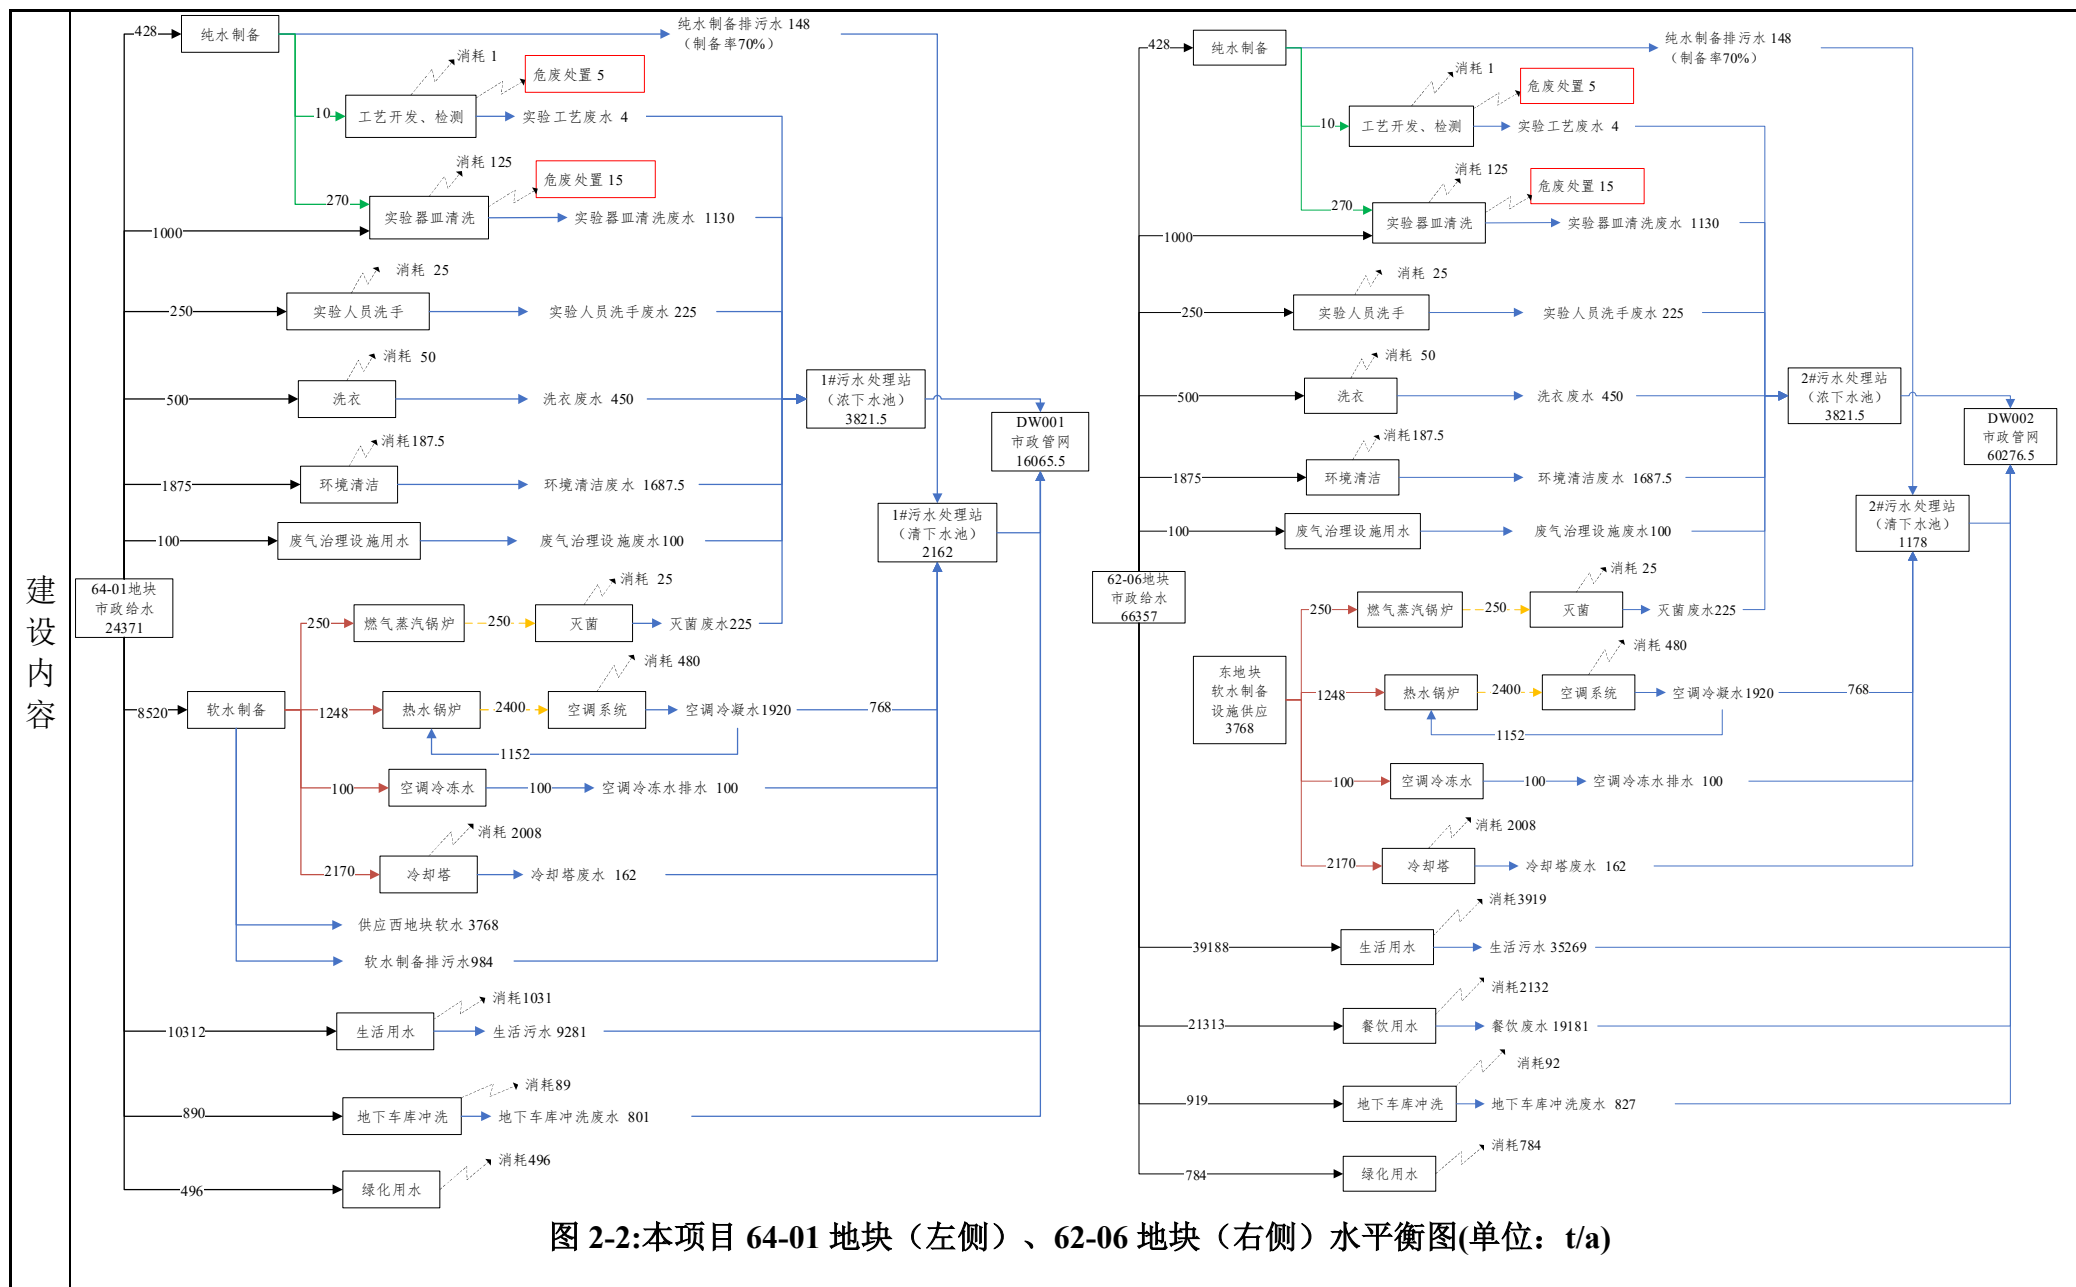 建设内容
428
纯水制备
纯水制备排污水 148
（制备率70%）
消耗 1
危废处置 5
10
工艺开发、检测
实验工艺废水 4
消耗 125
危废处置 15
270
实验器皿清洗
实验器皿清洗废水 1130
1000
消耗 25
250
实验人员洗手
实验人员洗手废水 225
消耗 50
500
洗衣
洗衣废水 450
1#污水处理站
（浓下水池）
3821.5
DW001
市政管网
16065.5
消耗187.5
1875
环境清洁
环境清洁废水 1687.5
1#污水处理站
（清下水池）
2162
100
废气治理设施用水
废气治理设施废水100
64-01地块
市政给水
24371
消耗 25
250
燃气蒸汽锅炉
250
灭菌
灭菌废水225
消耗 480
8520
软水制备
1248
热水锅炉
2400
空调系统
空调冷凝水1920
768
1152
100
空调冷冻水
100
空调冷冻水排水 100
消耗 2008
2170
冷却塔
冷却塔废水 162
供应西地块软水 3768
软水制备排污水984
消耗1031
10312
生活用水
生活污水 9281
消耗89
890
地下车库冲洗
地下车库冲洗废水 801
消耗496
496
绿化用水
428
纯水制备
纯水制备排污水 148
（制备率70%）
消耗 1
危废处置 5
10
工艺开发、检测
实验工艺废水 4
消耗 125
危废处置 15
270
实验器皿清洗
实验器皿清洗废水 1130
1000
消耗 25
250
实验人员洗手
实验人员洗手废水 225
消耗 50
500
洗衣
洗衣废水 450
2#污水处理站
（浓下水池）
3821.5
DW002
市政管网
60276.5
消耗187.5
1875
环境清洁
环境清洁废水 1687.5
2#污水处理站
（清下水池）
1178
100
废气治理设施用水
废气治理设施废水100
62-06地块
市政给水
66357
消耗 25
250
燃气蒸汽锅炉
250
灭菌
灭菌废水225
消耗 480
东地块
软水制备
设施供应
3768
1248
热水锅炉
2400
空调系统
空调冷凝水1920
768
1152
100
空调冷冻水
100
空调冷冻水排水 100
消耗 2008
2170
冷却塔
冷却塔废水 162
消耗3919
39188
生活用水
生活污水 35269
消耗2132
21313
餐饮用水
餐饮废水 19181
消耗92
919
地下车库冲洗
地下车库冲洗废水 827
消耗784
784
绿化用水
图 2-2:本项目 64-01 地块（左侧）、62-06 地块（右侧）水平衡图(单位：t/a)